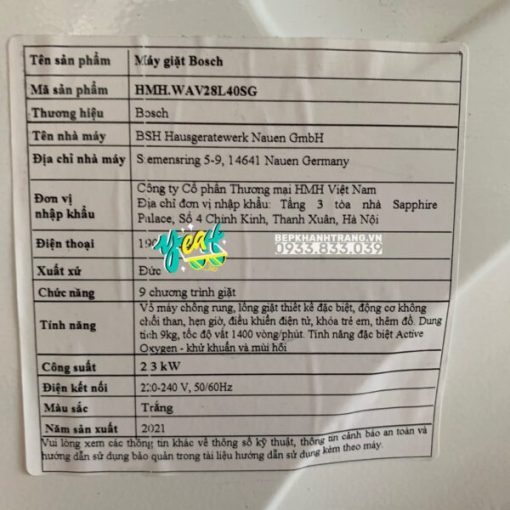 Tên sản phẩm Máy giặt Bosch
Mã sản phẩm HMH.WAV28L40SG
Thương hiệu Bosch
Tên nhà máy BSH Hausgeratewerk Nauen GmbH
Địa chỉ nhà máy Siemensring 5-9, 14641 Nauen Germany
Đơn vị nhập khẩu
Công ty Cổ phần Thương mại HMH Việt Nam
Địa chỉ đơn vị nhập khẩu: Tầng 3 tòa nhà Sapphire
Palace, Số 4 Chính Kinh, Thanh Xuân, Hà Nội
Điện thoại
yeat
BEPKHANHTRANG.VN
0933.833.039
Xuất xứ Đức
Chức năng 9 chương trình giặt
Tính năng
Vỏ máy chống rung, lồng giặt thiết kế đặc biệt, động cơ không
chổi than, hẹn giờ, điều khiển điện tử, khóa trẻ em, thêm đồ. Dung
tích 9kg, tốc độ vắt 1400 vòng/phút. Tính năng đặc biệt Active
Oxygen - khử khuẩn và mùi hôi
Công suất 2.3 kW
Điện kết nối 220-240 V, 50/60Hz
Màu sắc Trắng
Năm sản xuất 2021
Vui lòng xem các thông tin khác về thông số kỹ thuật, thông tin cảnh báo an toàn và
hướng dẫn sử dụng bảo quản trong tài liệu hướng dẫn sử dụng kèm theo máy.